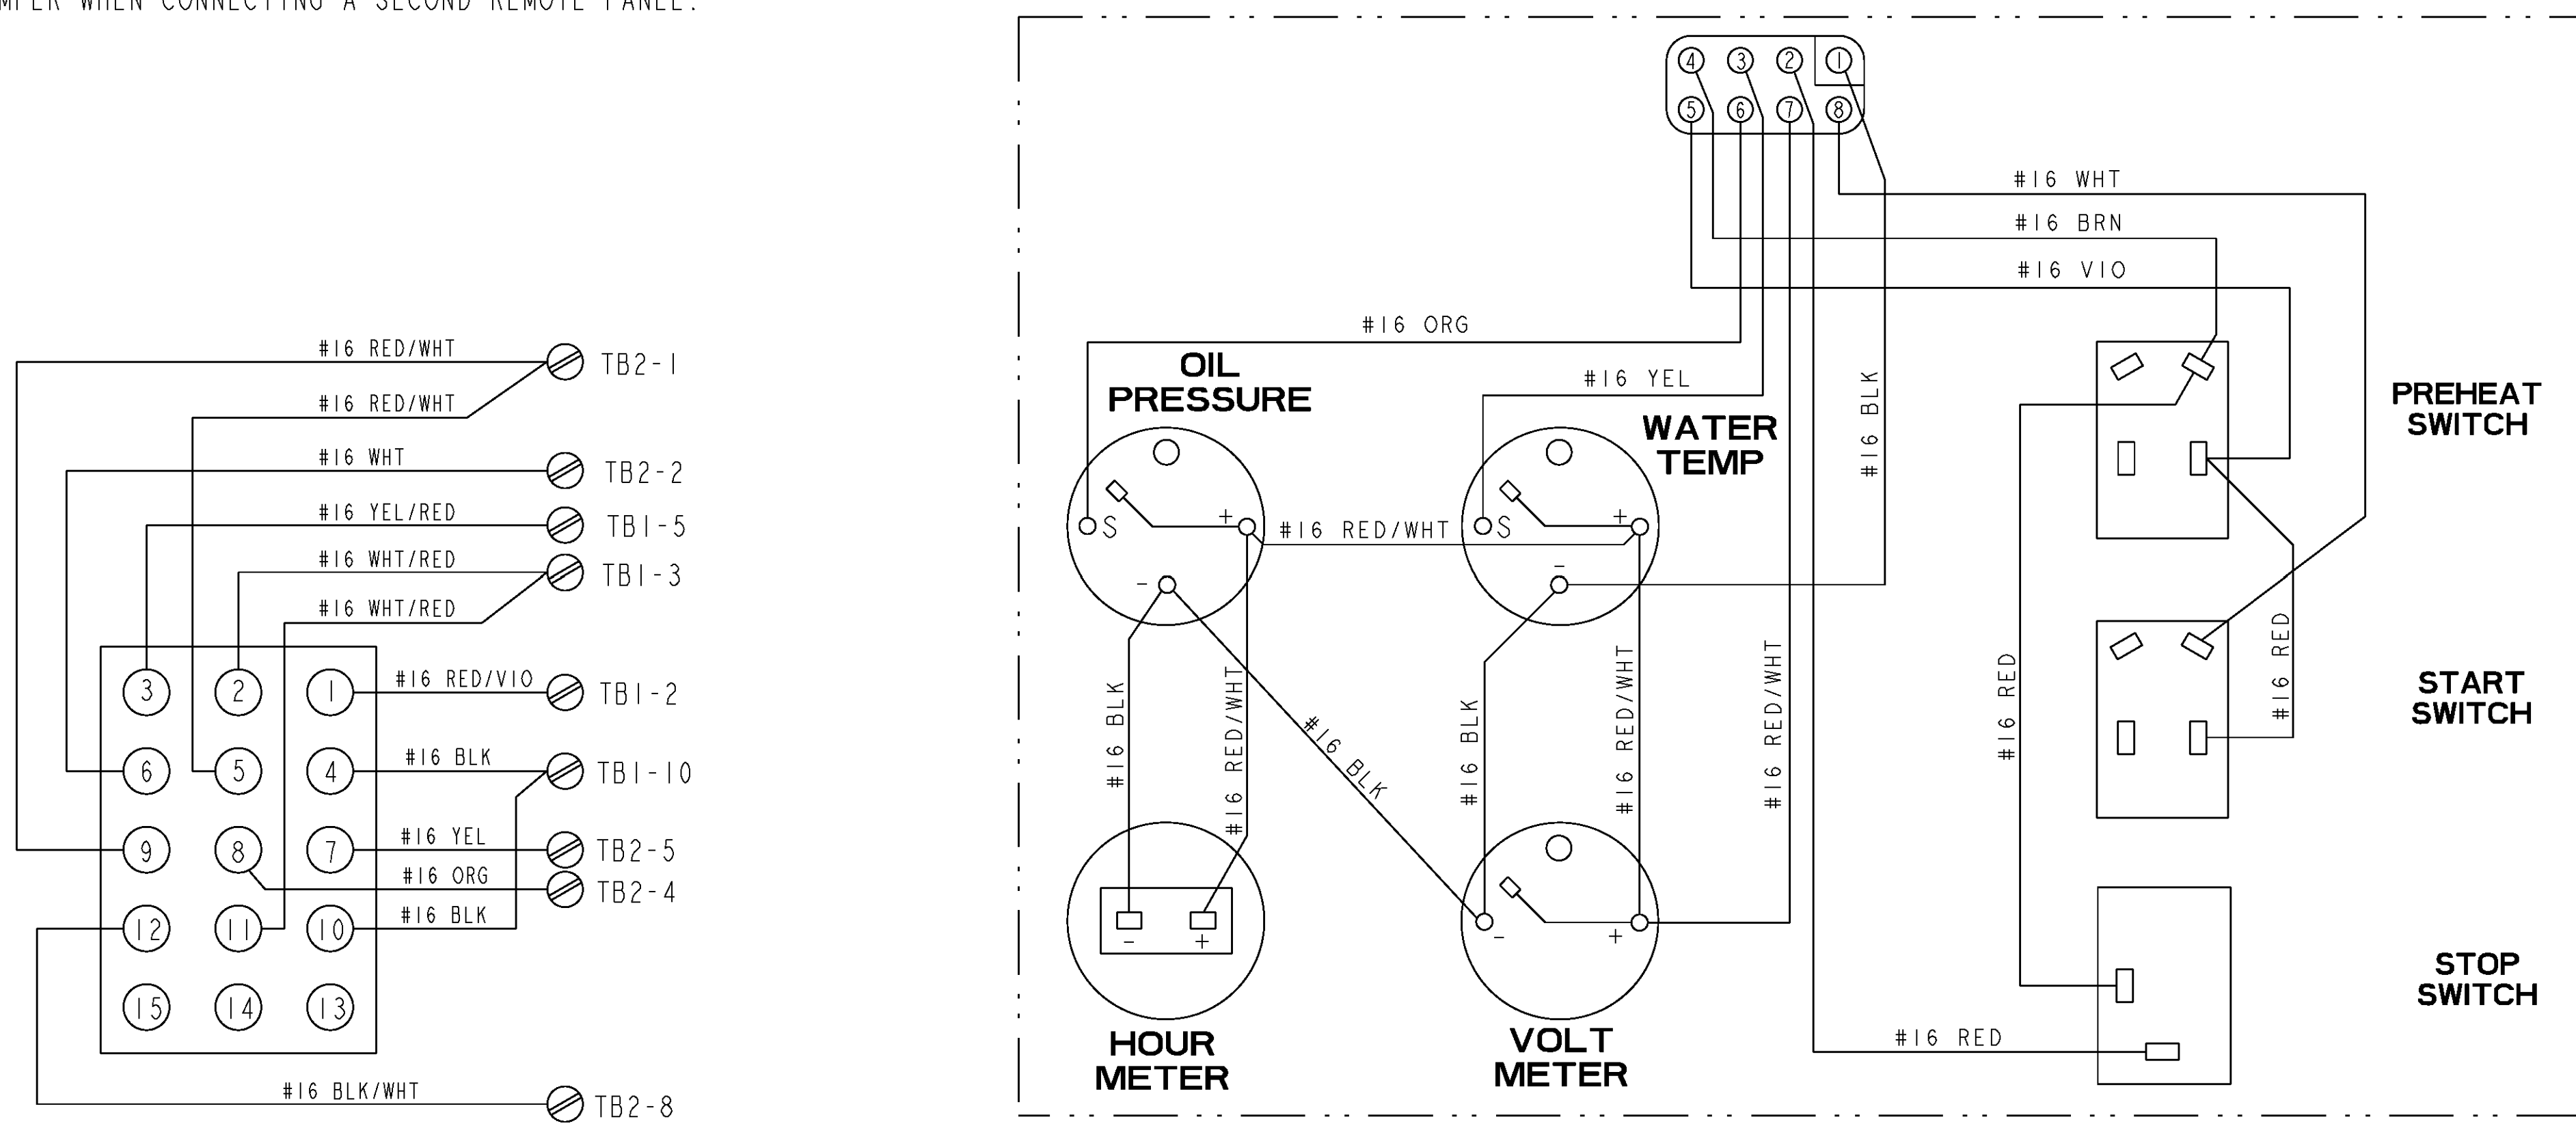 WHEN CONNECTING A SECOND REMOTE PANEL.
4 3 2 1
5 6 7 8
#16 WHT
#16 BRN
#16 VIO
#16 ORG
#16 YEL
#16 BLK
OIL
PRESSURE
WATER
TEMP
S
+
-
#16 RED/WHT
S
+
-
#16 BLK
#16 RED/WHT
#16 BLK
#16 BLK
#16 RED/WHT
#16 RED/WHT
-
+
-
+
HOUR
METER
VOLT
METER
#16 RED
#16 RED
#16 RED
PREHEAT
SWITCH
START
SWITCH
STOP
SWITCH
#16 RED/WHT
TB2-1
#16 RED/WHT
#16 WHT
TB2-2
#16 YEL/RED
TB1-5
#16 WHT/RED
TB1-3
#16 WHT/RED
3 2 1
#16 RED/VIO
TB1-2
6 5 4
#16 BLK
TB1-10
9 8 7
#16 YEL
TB2-5
#16 ORG
TB2-4
12 11 10
#16 BLK
15 14 13
#16 BLK/WHT
TB2-8